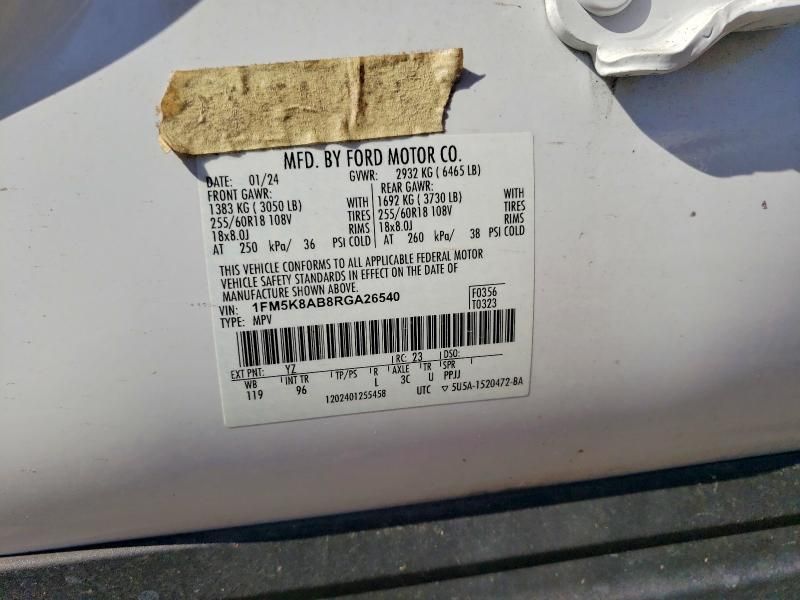 MFD. BY FORD MOTOR CO.
DATE: 01/24 GVWR: 2932 KG ( 6465 LB)
FRONT GAWR: REAR GAWR:
1383 KG ( 3050 LB) WITH 1692 KG ( 3730 LB) WITH
255/60R18 108V TIRES 255/60R18 108V TIRES
18x8.0J RIMS 18x8.0J RIMS
AT 250 kPa/ 36 PSI COLD AT 260 kPa/ 38 PSI COLD
THIS VEHICLE CONFORMS TO ALL APPLICABLE FEDERAL MOTOR
VEHICLE SAFETY STANDARDS IN EFFECT ON THE DATE OF
MANUFACTURE SHOWN ABOVE.
VIN: 1FM5K8AB8RGA26540 F0356
TYPE: MPV T0323
EXT PNT: YZ RC: 23 DSO:
WB INT TR TP/PS R AXLE TR SPR
119 96 L 3C U PPJJ
1202401255458 UTC ▽ 5U5A-1520472-BA